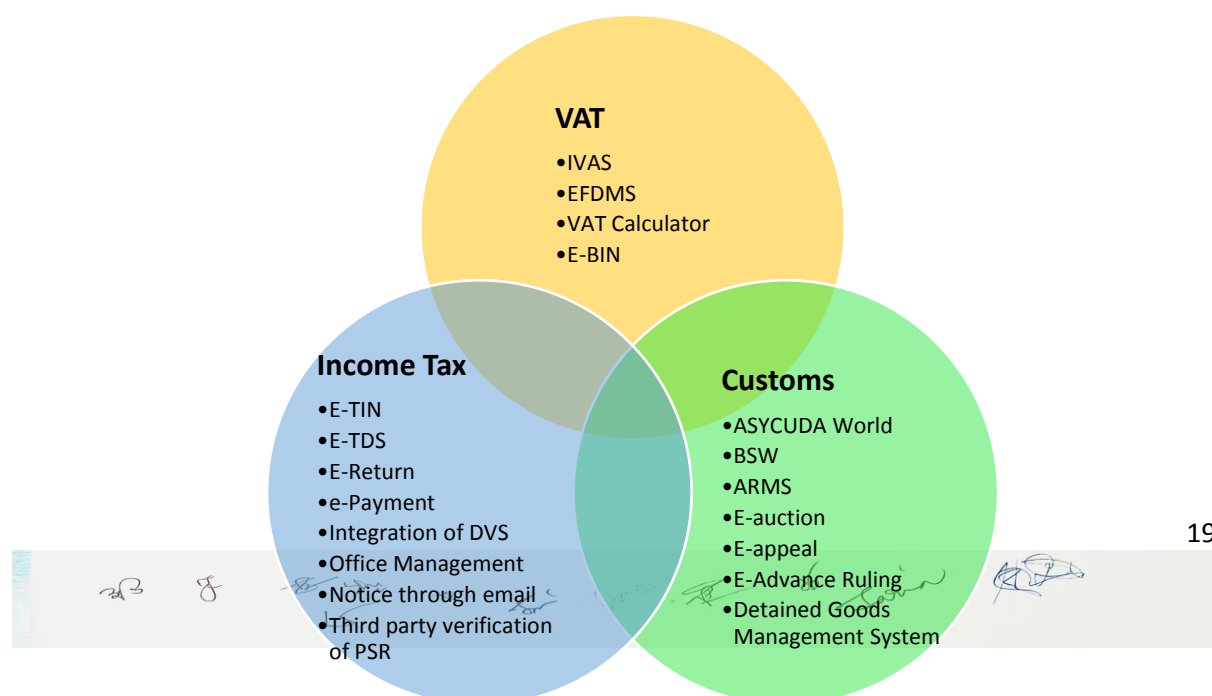 VAT
•IVAS
•EFDMS
•VAT Calculator
•E-BIN
Income Tax
•E-TIN
•E-TDS
•E-Return
•e-Payment
•Integration of DVS
•Office Management
•Notice through email
•Third party verification
of PSR
Customs
•ASYCUDA World
•BSW
•ARMS
•E-auction
•E-appeal
•E-Advance Ruling
•Detained Goods
Management System
19